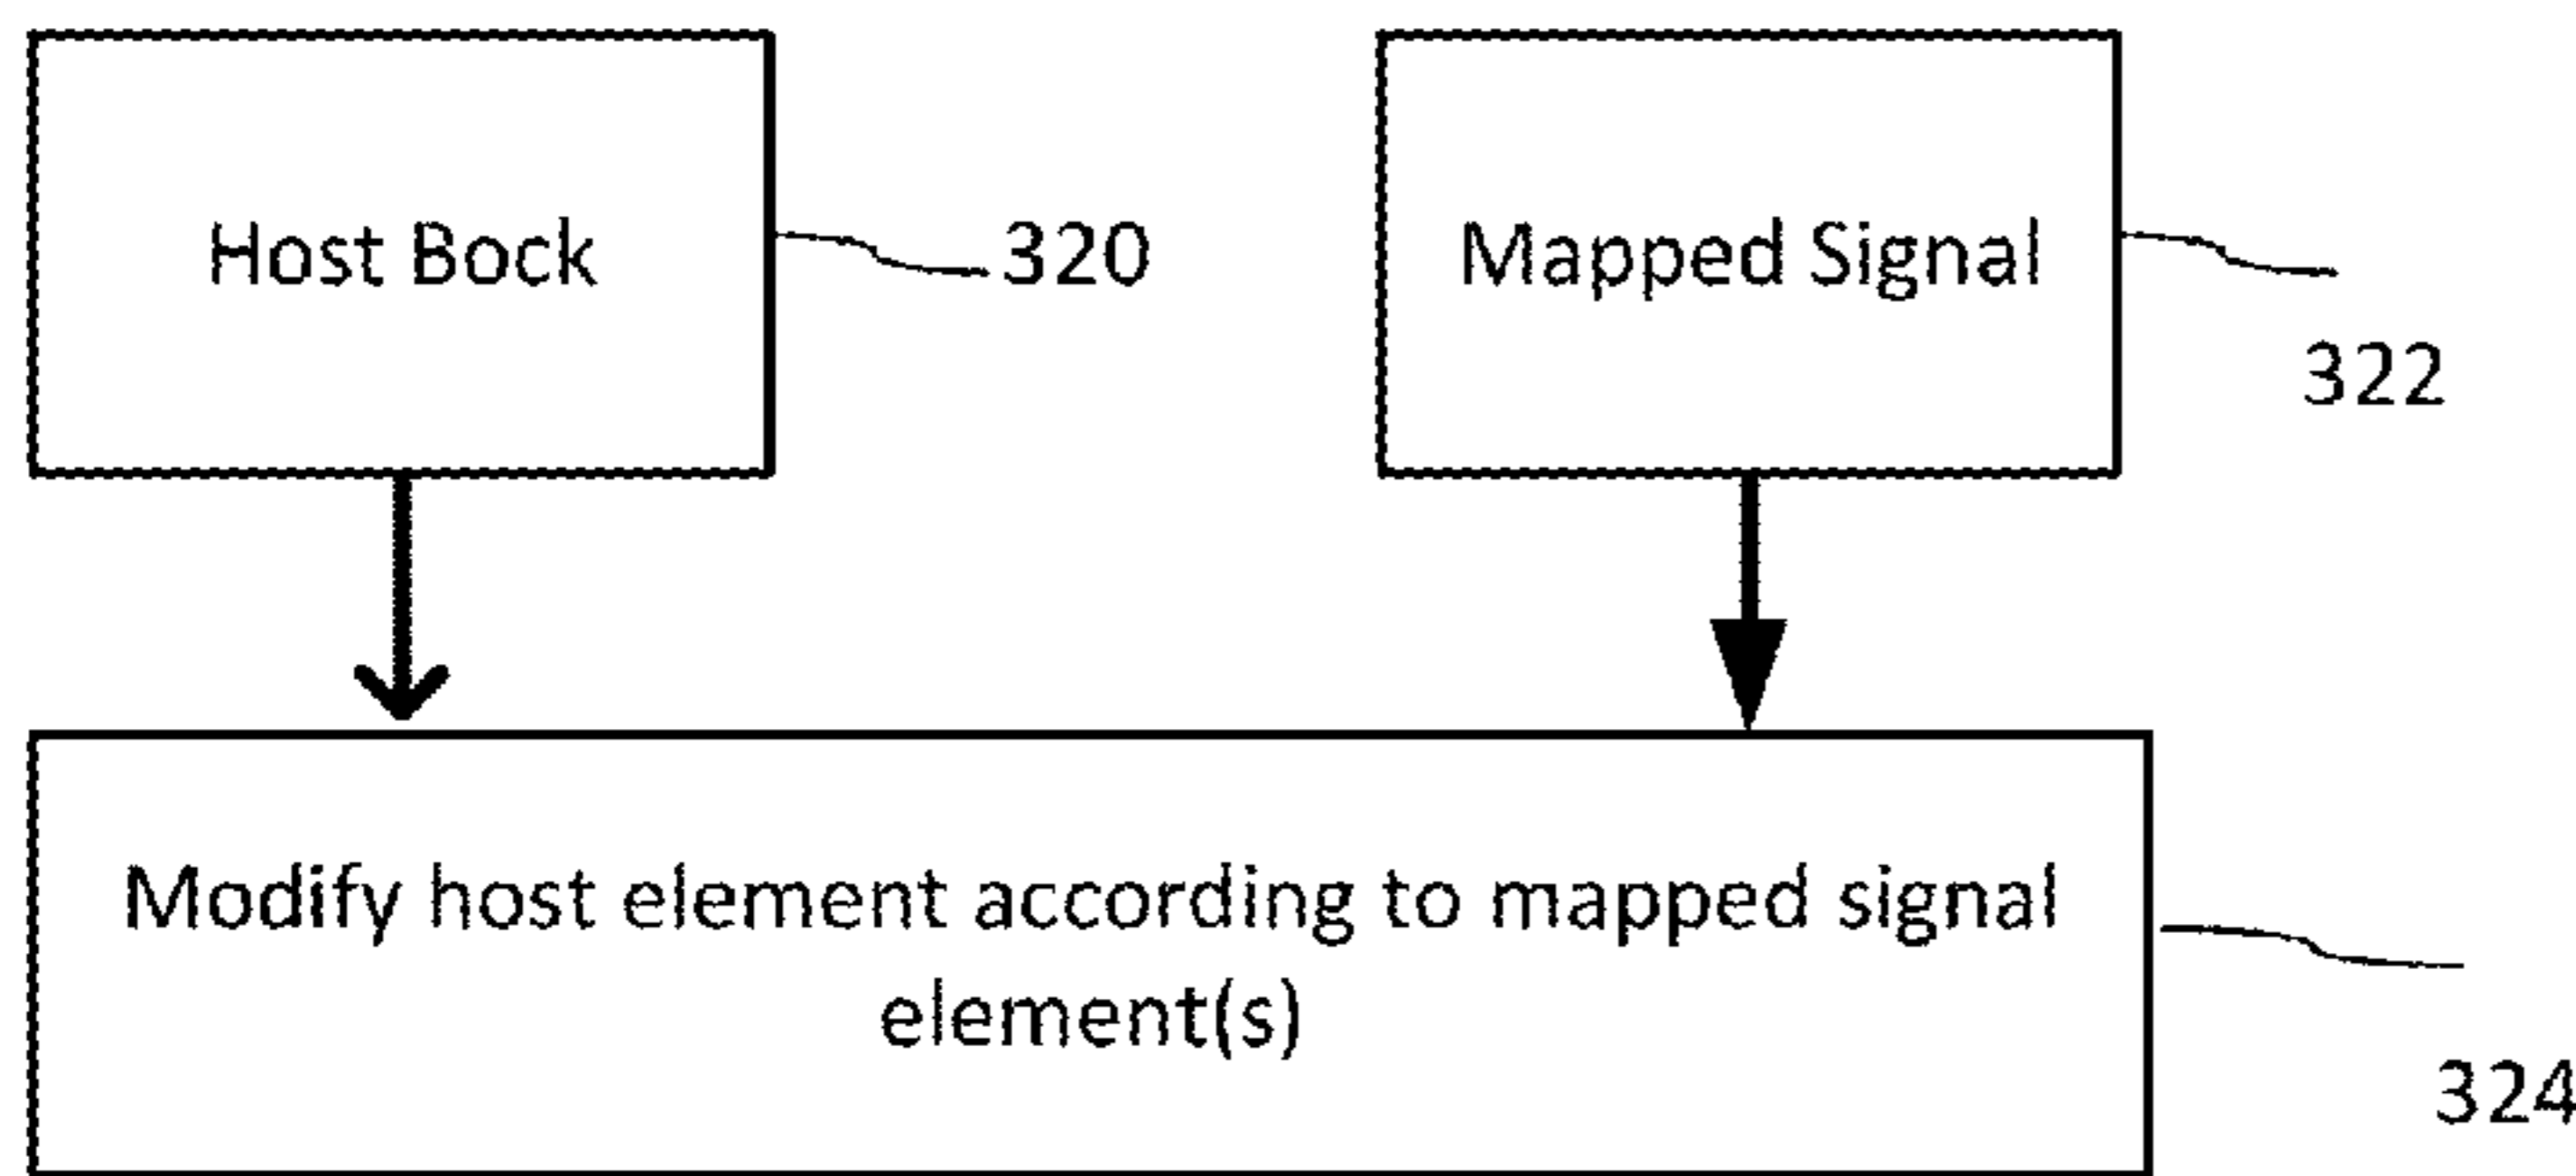 Host Bock
320
Mapped Signal
322
Modify host element according to mapped signal
element(s)
324